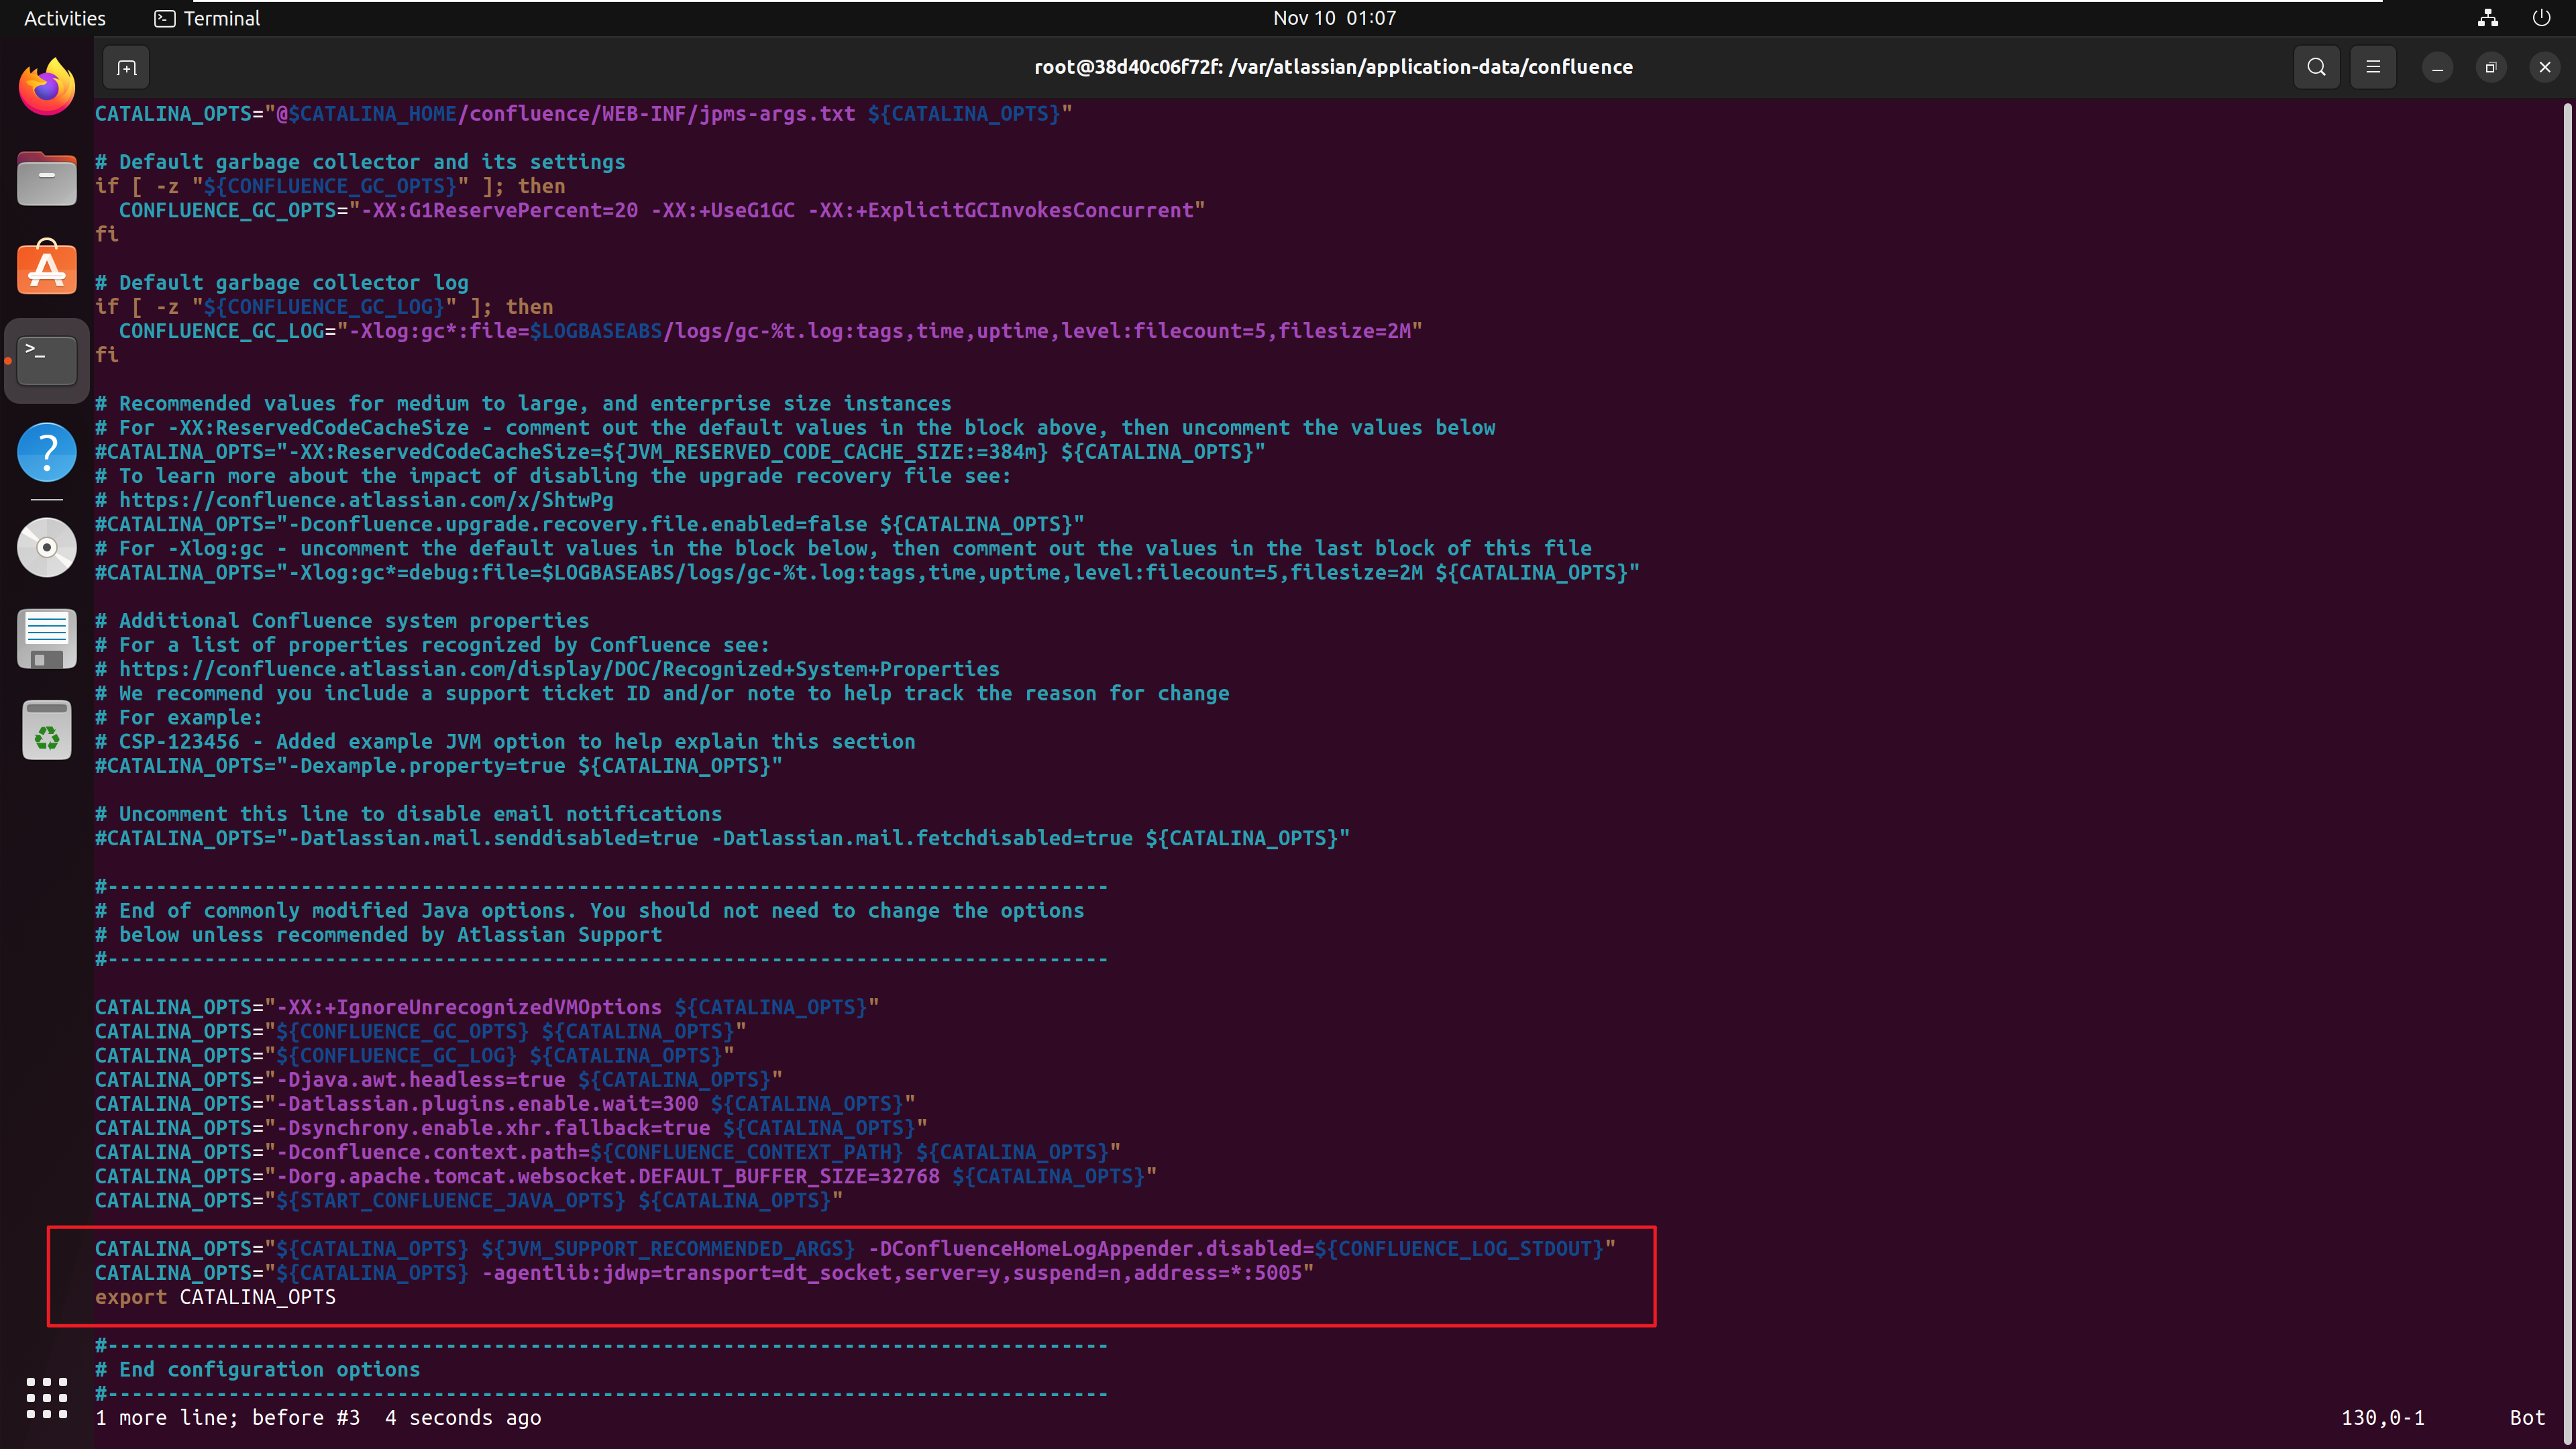 Activities
Terminal
Nov 10 01:07
root@38d40c06f72f: /var/atlassian/application-data/confluence
CATALINA_OPTS="@$CATALINA_HOME/confluence/WEB-INF/jpms-args.txt ${CATALINA_OPTS}"
# Default garbage collector and its settings
if [ -z "${CONFLUENCE_GC_OPTS}" ]; then
  CONFLUENCE_GC_OPTS="-XX:G1ReservePercent=20 -XX:+UseG1GC -XX:+ExplicitGCInvokesConcurrent"
fi
# Default garbage collector log
if [ -z "${CONFLUENCE_GC_LOG}" ]; then
  CONFLUENCE_GC_LOG="-Xlog:gc*:file=$LOGBASEABS/logs/gc-%t.log:tags,time,uptime,level:filecount=5,filesize=2M"
fi
# Recommended values for medium to large, and enterprise size instances
# For -XX:ReservedCodeCacheSize - comment out the default values in the block above, then uncomment the values below
#CATALINA_OPTS="-XX:ReservedCodeCacheSize=${JVM_RESERVED_CODE_CACHE_SIZE:=384m} ${CATALINA_OPTS}"
# To learn more about the impact of disabling the upgrade recovery file see:
# https://confluence.atlassian.com/x/ShtwPg
#CATALINA_OPTS="-Dconfluence.upgrade.recovery.file.enabled=false ${CATALINA_OPTS}"
# For -Xlog:gc - uncomment the default values in the block below, then comment out the values in the last block of this file
#CATALINA_OPTS="-Xlog:gc*=debug:file=$LOGBASEABS/logs/gc-%t.log:tags,time,uptime,level:filecount=5,filesize=2M ${CATALINA_OPTS}"
# Additional Confluence system properties
# For a list of properties recognized by Confluence see:
# https://confluence.atlassian.com/display/DOC/Recognized+System+Properties
# We recommend you include a support ticket ID and/or note to help track the reason for change
# For example:
# CSP-123456 - Added example JVM option to help explain this section
#CATALINA_OPTS="-Dexample.property=true ${CATALINA_OPTS}"
# Uncomment this line to disable email notifications
#CATALINA_OPTS="-Datlassian.mail.senddisabled=true -Datlassian.mail.fetchdisabled=true ${CATALINA_OPTS}"
#-----------------------------------------------------------------------------------
# End of commonly modified Java options. You should not need to change the options
# below unless recommended by Atlassian Support
#-----------------------------------------------------------------------------------
CATALINA_OPTS="-XX:+IgnoreUnrecognizedVMOptions ${CATALINA_OPTS}"
CATALINA_OPTS="${CONFLUENCE_GC_OPTS} ${CATALINA_OPTS}"
CATALINA_OPTS="${CONFLUENCE_GC_LOG} ${CATALINA_OPTS}"
CATALINA_OPTS="-Djava.awt.headless=true ${CATALINA_OPTS}"
CATALINA_OPTS="-Datlassian.plugins.enable.wait=300 ${CATALINA_OPTS}"
CATALINA_OPTS="-Dsynchrony.enable.xhr.fallback=true ${CATALINA_OPTS}"
CATALINA_OPTS="-Dconfluence.context.path=${CONFLUENCE_CONTEXT_PATH} ${CATALINA_OPTS}"
CATALINA_OPTS="-Dorg.apache.tomcat.websocket.DEFAULT_BUFFER_SIZE=32768 ${CATALINA_OPTS}"
CATALINA_OPTS="${START_CONFLUENCE_JAVA_OPTS} ${CATALINA_OPTS}"
CATALINA_OPTS="${CATALINA_OPTS} ${JVM_SUPPORT_RECOMMENDED_ARGS} -DConfluenceHomeLogAppender.disabled=${CONFLUENCE_LOG_STDOUT}"
CATALINA_OPTS="${CATALINA_OPTS} -agentlib:jdwp=transport=dt_socket,server=y,suspend=n,address=*:5005"
export CATALINA_OPTS
#-----------------------------------------------------------------------------------
# End configuration options
#-----------------------------------------------------------------------------------
1 more line; before #3  4 seconds ago
130,0-1
Bot